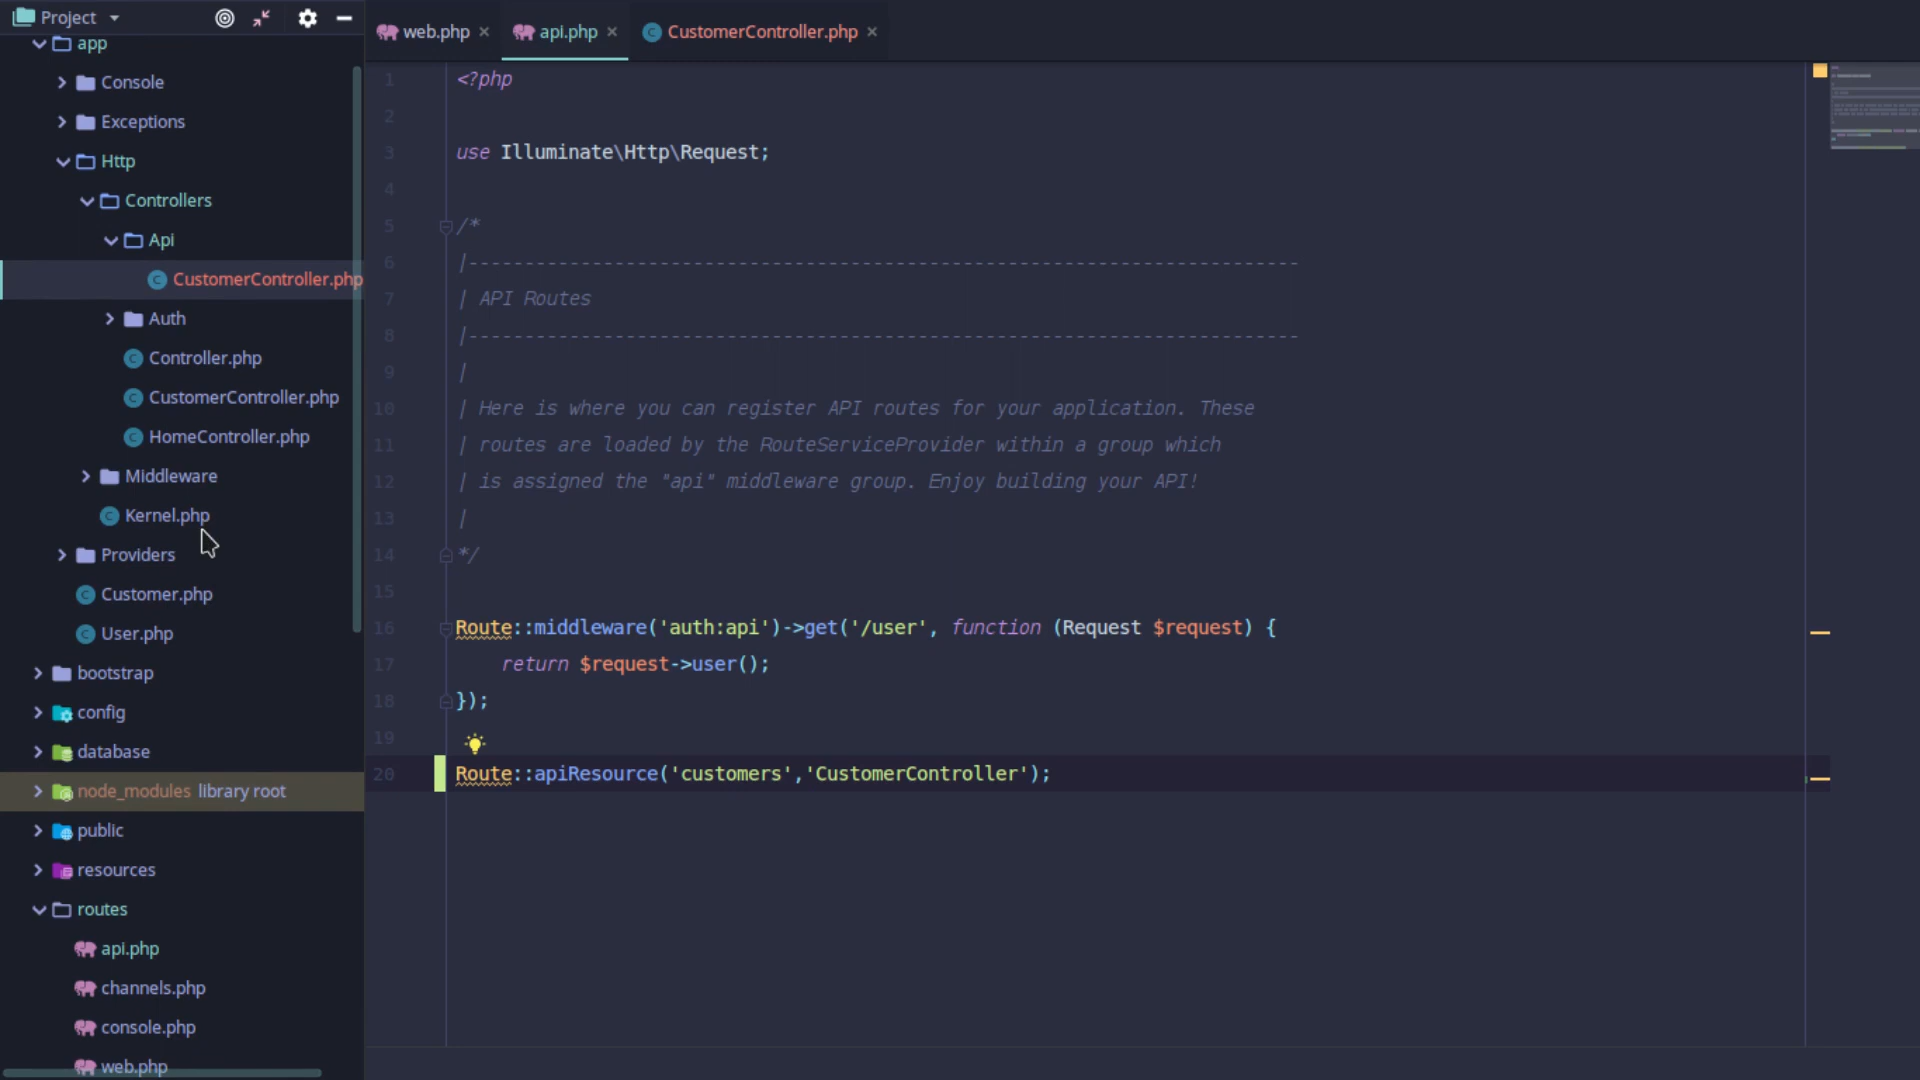 Project
app
Console
Exceptions
Http
Controllers
Api
CustomerController.php
Auth
Controller.php
CustomerController.php
HomeController.php
Middleware
Kernel.php
Providers
Customer.php
User.php
bootstrap
config
database
node_modules library root
public
resources
routes
api.php
channels.php
console.php
web.php
web.php
api.php
CustomerController.php
1 <?php
2
3 use Illuminate\Http\Request;
4
5 /*
6 |--------------------------------------------------------------------------
7 | API Routes
8 |--------------------------------------------------------------------------
9 |
10 | Here is where you can register API routes for your application. These
11 | routes are loaded by the RouteServiceProvider within a group which
12 | is assigned the "api" middleware group. Enjoy building your API!
13 |
14 */
15
16 Route::middleware('auth:api')->get('/user', function (Request $request) {
17 return $request->user();
18 });
19
20 Route::apiResource('customers','CustomerController');